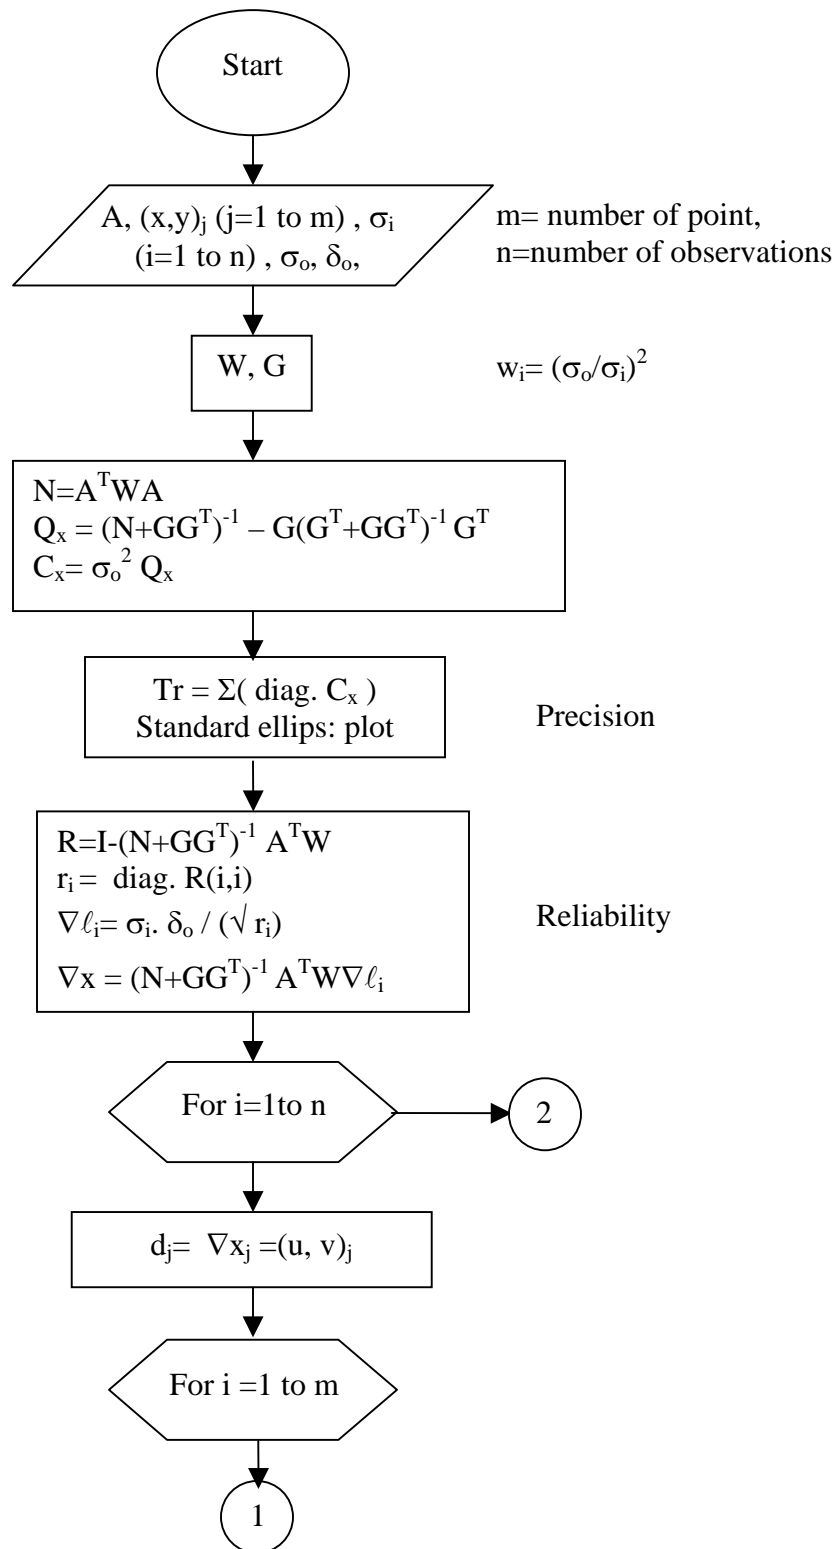 Start
A, (x,y)ⱼ (j=1 to m) , σᵢ
(i=1 to n) , σₒ, δₒ,
m= number of point,
n=number of observations
W, G
wᵢ= (σₒ/σᵢ)²
N=AᵀWA
Qₓ = (N+GGᵀ)⁻¹ – G(Gᵀ+GGᵀ)⁻¹ Gᵀ
Cₓ= σₒ² Qₓ
Tr = Σ( diag. Cₓ )
Standard ellips: plot
Precision
R=I-(N+GGᵀ)⁻¹ AᵀW
rᵢ = diag. R(i,i)
∇ℓᵢ= σᵢ. δₒ / (√ rᵢ)
∇x = (N+GGᵀ)⁻¹ AᵀW∇ℓᵢ
Reliability
For i=1to n
2
dⱼ= ∇xⱼ =(u, v)ⱼ
For i =1 to m
1